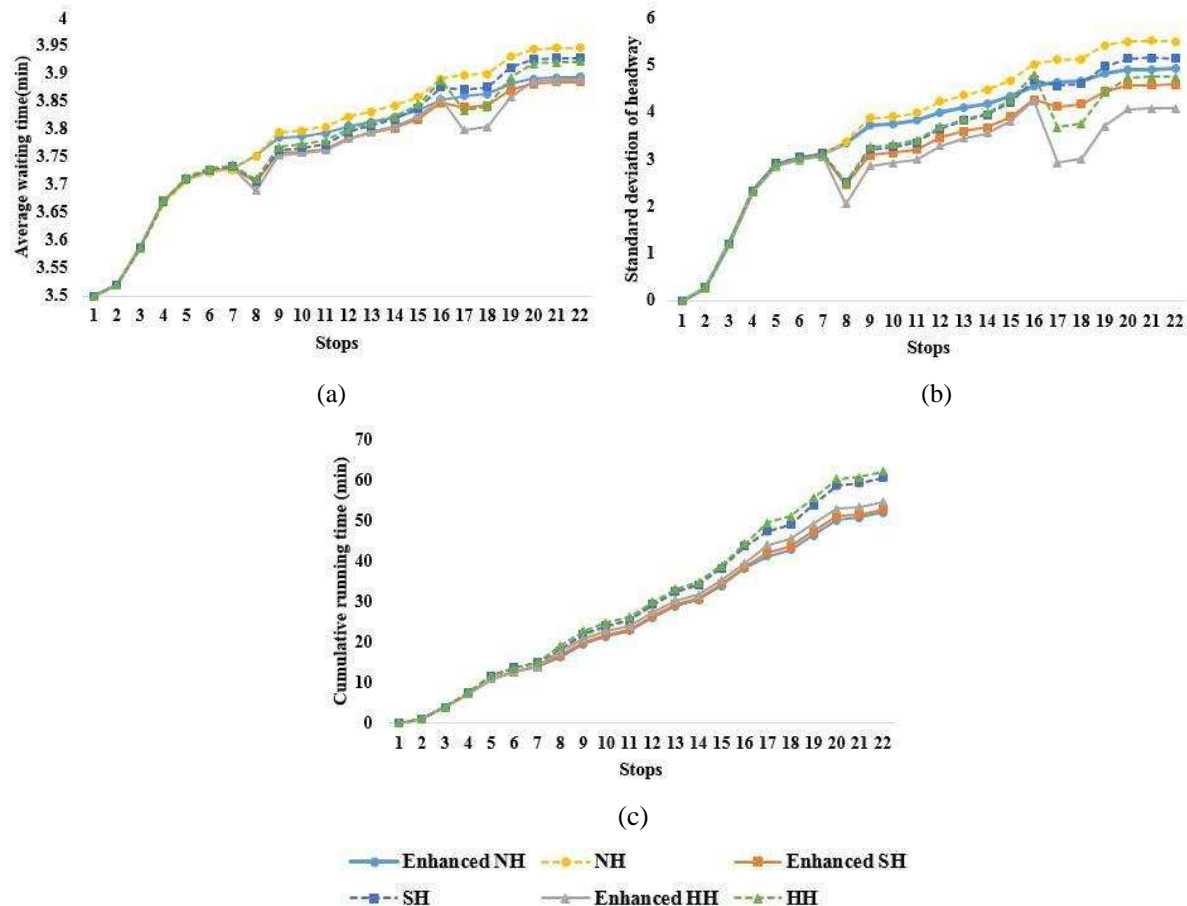 Average waiting time(min)
4
3.95
3.9
3.85
3.8
3.75
3.7
3.65
3.6
3.55
3.5
1 2 3 4 5 6 7 8 9 10 11 12 13 14 15 16 17 18 19 20 21 22
Stops
(a)
Standard deviation of headway
6
5
4
3
2
1
0
1 2 3 4 5 6 7 8 9 10 11 12 13 14 15 16 17 18 19 20 21 22
Stops
(b)
Cumulative running time (min)
70
60
50
40
30
20
10
0
1 2 3 4 5 6 7 8 9 10 11 12 13 14 15 16 17 18 19 20 21 22
Stops
(c)
Enhanced NH NH Enhanced SH
SH Enhanced HH HH